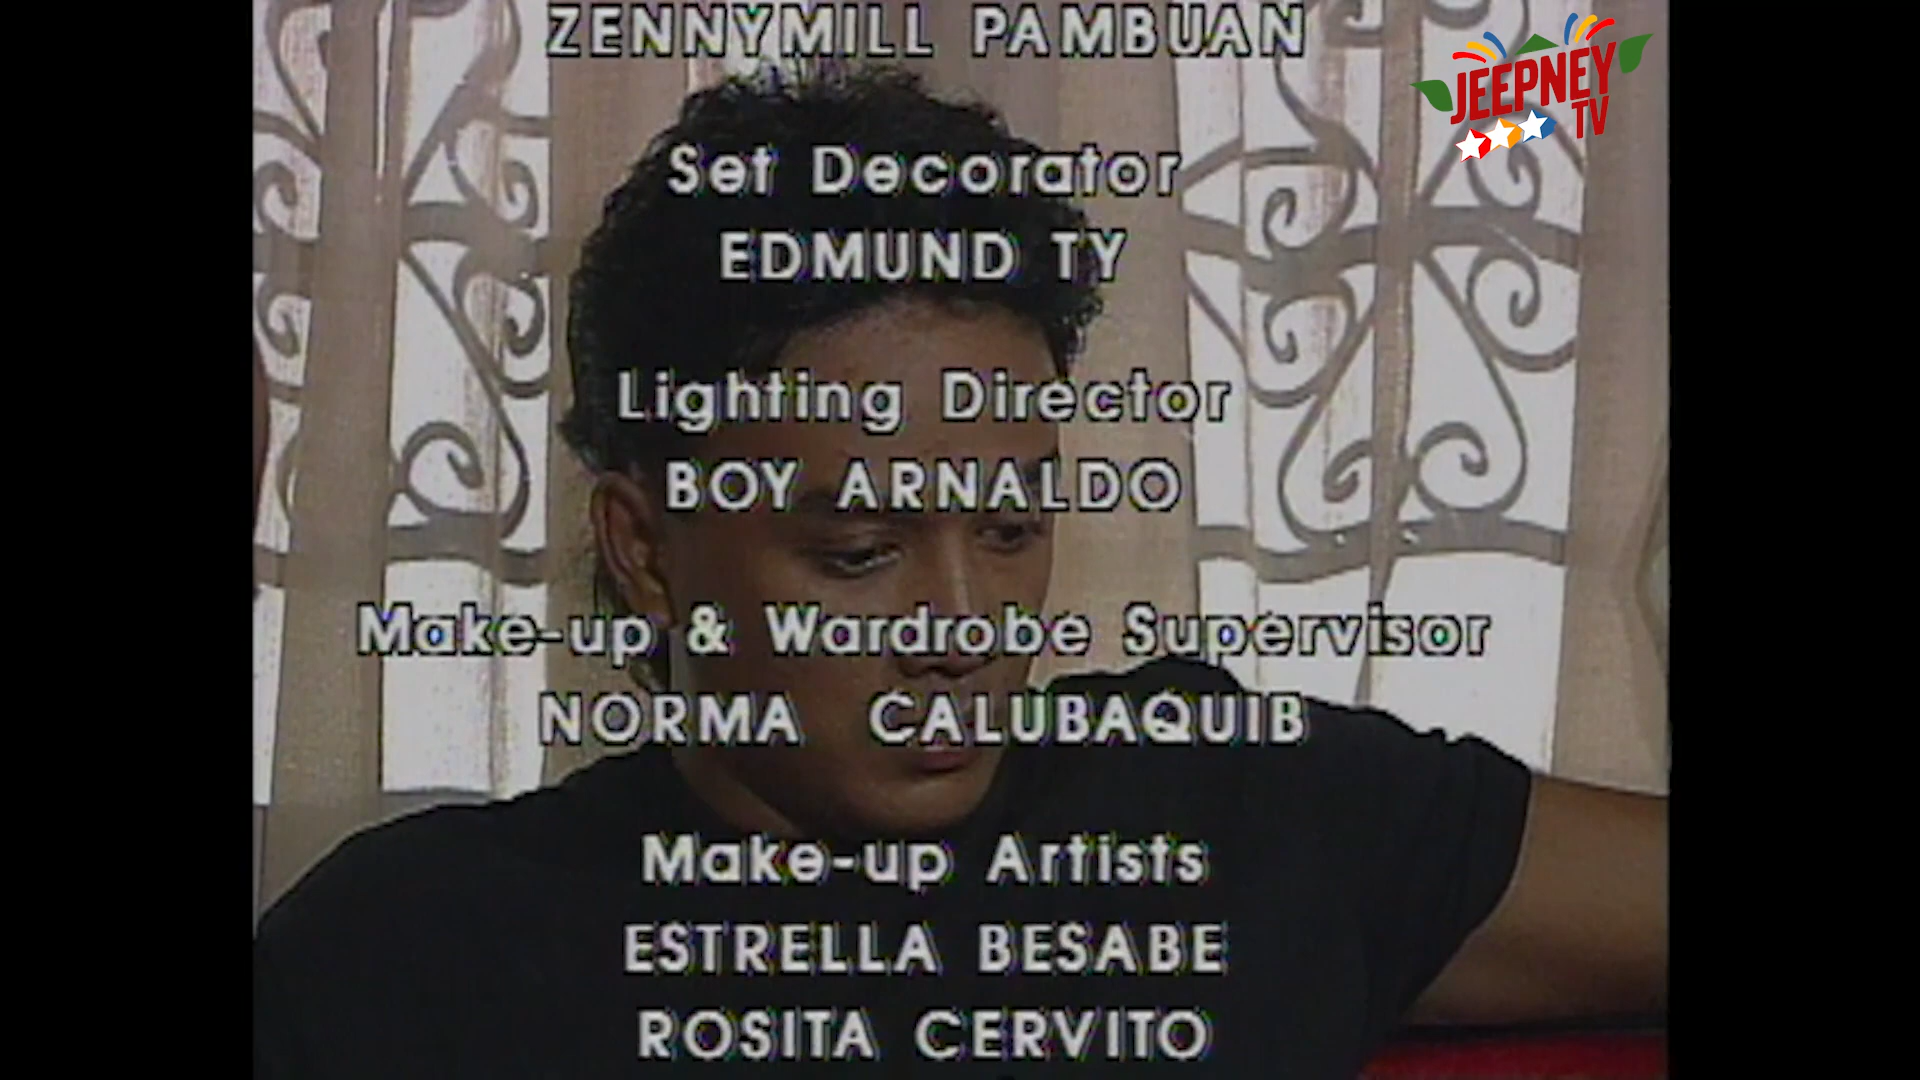 ZENNYMILL PAMBUAN
JEEPNEY
TV
Set Decorator
EDMUND TY
Lighting Director
BOY ARNALDO
Make-up & Wardrobe Supervisor
NORMA CALUBAQUIB
Make-up Artists
ESTRELLA BESABE
ROSITA CERVITO